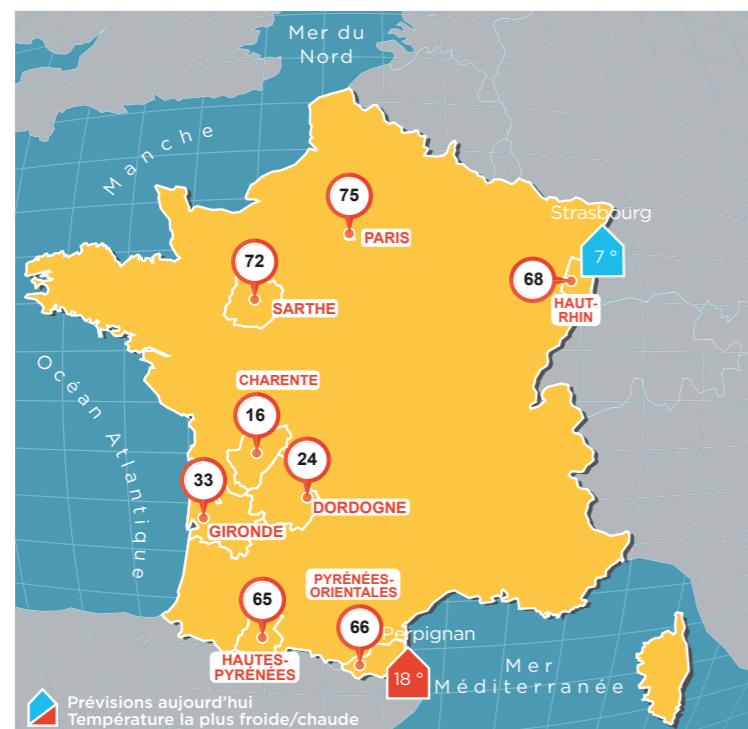 Mer du
Nord
Manche
75
PARIS
Strasbourg
7 °
72
SARTHE
68
HAUT-
RHIN
Océan Atlantique
CHARENTE
16
24
DORDOGNE
33
GIRONDE
PYRÉNÉES-
ORIENTALES
65
HAUTES-
PYRÉNÉES
66
Perpignan
18 °
Mer
Méditerranée
Prévisions aujourd'hui
Température la plus froide/chaude